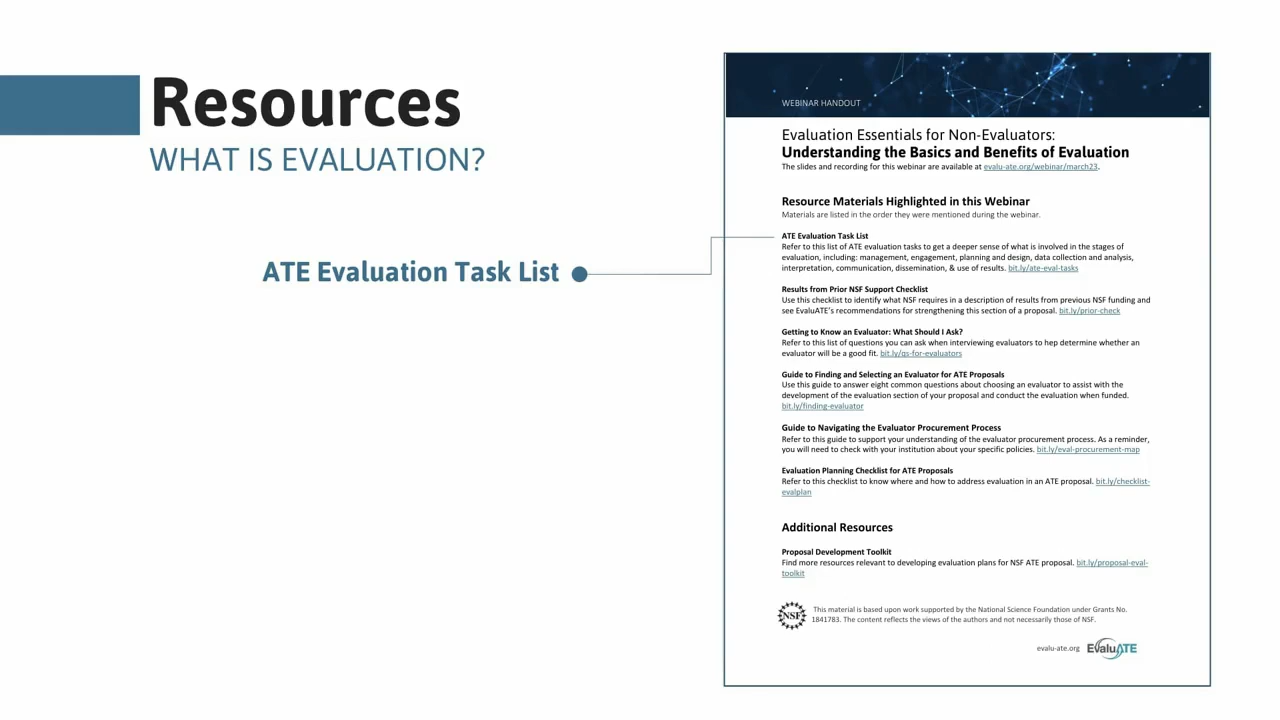 Resources
WHAT IS EVALUATION?
ATE Evaluation Task List
WEBINAR HANDOUT
Evaluation Essentials for Non-Evaluators:
Understanding the Basics and Benefits of Evaluation
The slides and recording for this webinar are available at evalu-ate.org/webinar/march23.
Resource Materials Highlighted in this Webinar
Materials are listed in the order they were mentioned during the webinar.
ATE Evaluation Task List
Refer to this list of ATE evaluation tasks to get a deeper sense of what is involved in the stages of
evaluation, including: management, engagement, planning and design, data collection and analysis,
interpretation, communication, dissemination, & use of results. bit.ly/ate-eval-tasks
Results from Prior NSF Support Checklist
Use this checklist to identify what NSF requires in a description of results from previous NSF funding and
see EvaluATE's recommendations for strengthening this section of a proposal. bit.ly/prior-check
Getting to Know an Evaluator: What Should I Ask?
Refer to this list of questions you can ask when interviewing evaluators to hep determine whether an
evaluator will be a good fit. bit.ly/qs-for-evaluators
Guide to Finding and Selecting an Evaluator for ATE Proposals
Use this guide to answer eight common questions about choosing an evaluator to assist with the
development of the evaluation section of your proposal and conduct the evaluation when funded.
bit.ly/finding-evaluator
Guide to Navigating the Evaluator Procurement Process
Refer to this guide to support your understanding of the evaluator procurement process. As a reminder,
you will need to check with your institution about your specific policies. bit.ly/eval-procurement-map
Evaluation Planning Checklist for ATE Proposals
Refer to this checklist to know where and how to address evaluation in an ATE proposal. bit.ly/checklist-
evalplan
Additional Resources
Proposal Development Toolkit
Find more resources relevant to developing evaluation plans for NSF ATE proposal. bit.ly/proposal-eval-
toolkit
NSF
This material is based upon work supported by the National Science Foundation under Grants No.
1841783. The content reflects the views of the authors and not necessarily those of NSF.
evalu-ate.org EvaluATE